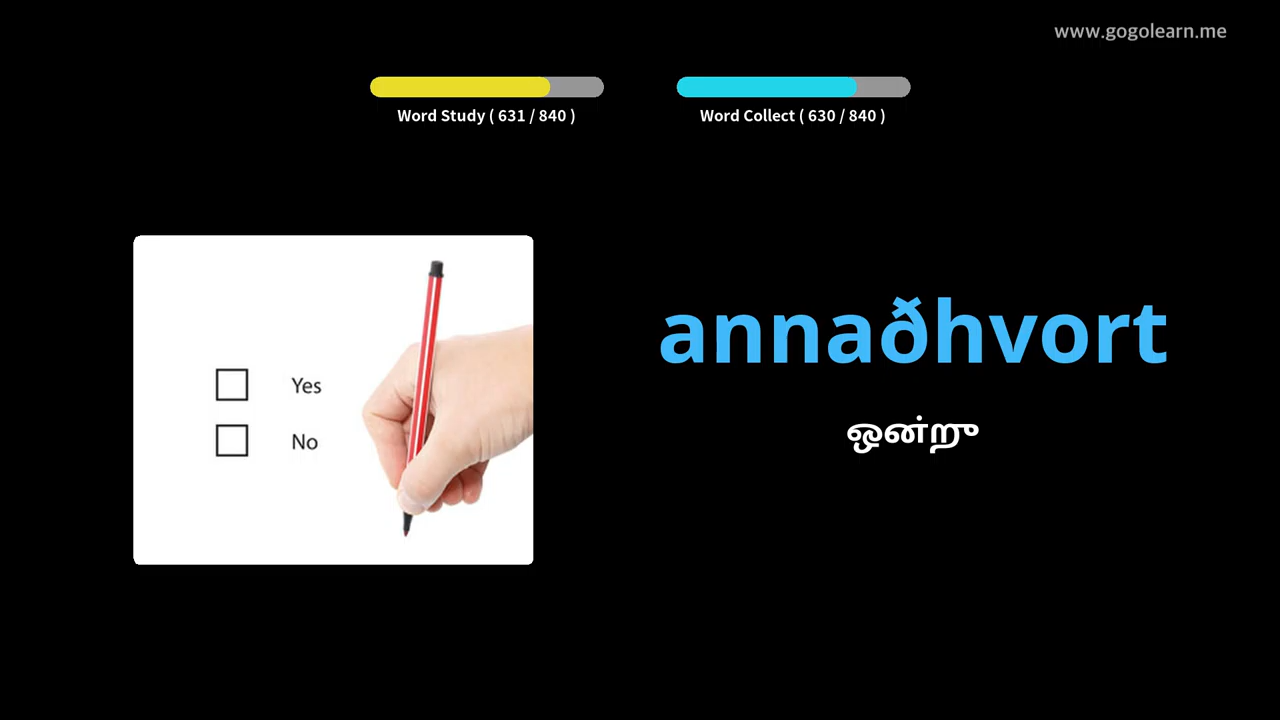 www.gogolearn.me
Word Study ( 631 / 840 )
Word Collect ( 630 / 840 )
Yes
No
annaðhvort
ஒன்று